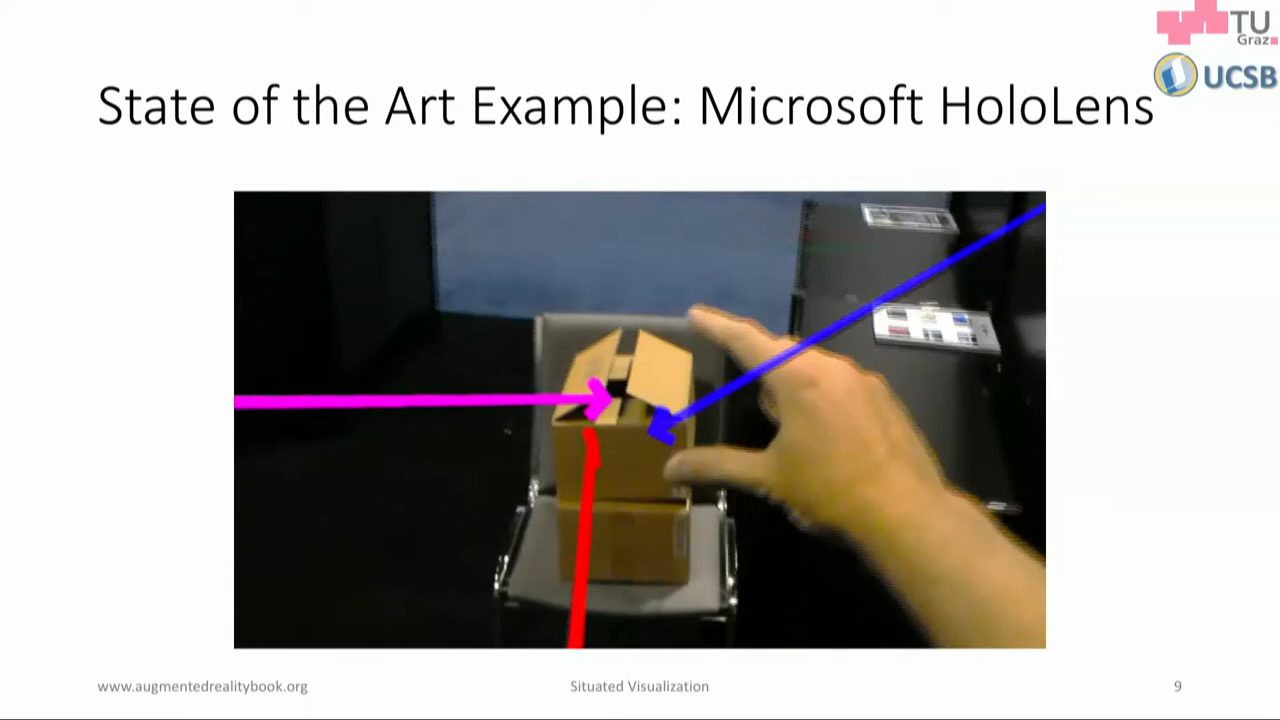 TU
Graz
UCSB
State of the Art Example: Microsoft HoloLens
www.augmentedrealitybook.org
Situated Visualization
9